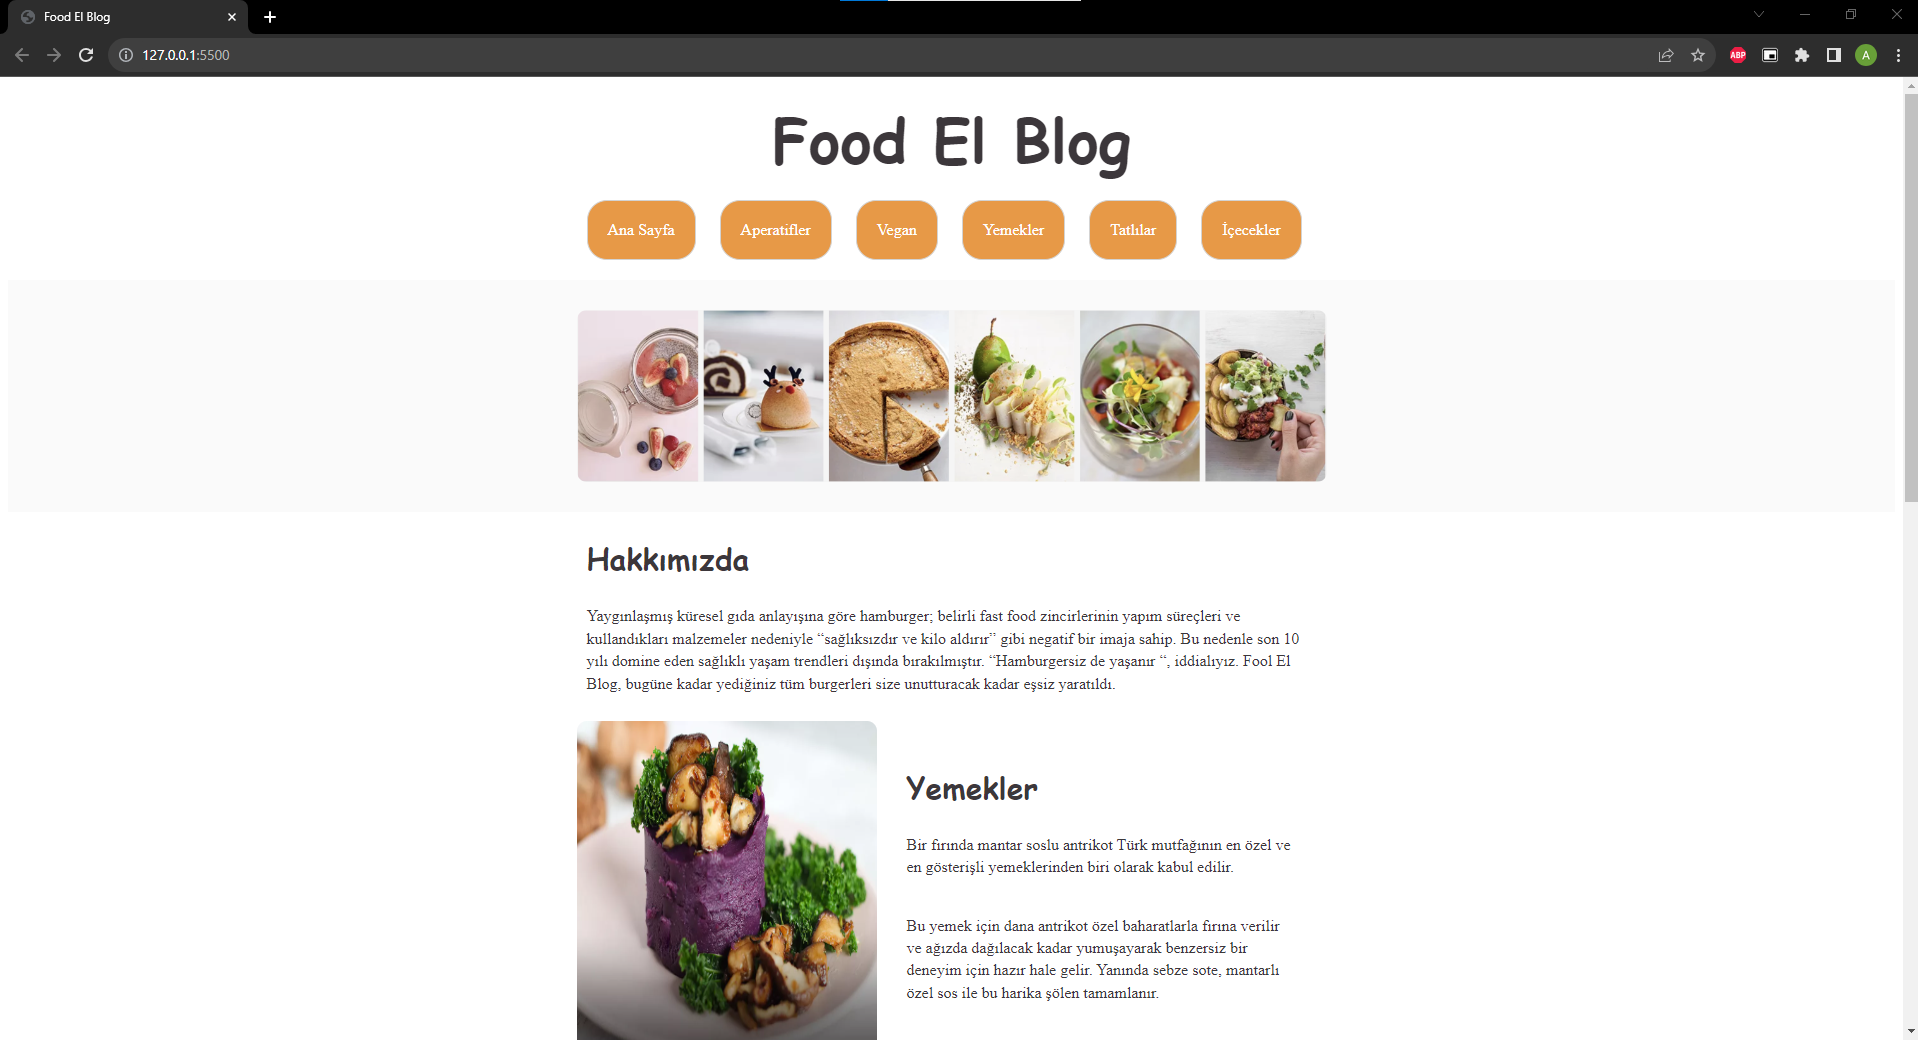 Food El Blog
127.0.0.1:5500
ABP
A
Food El Blog
Ana Sayfa
Aperatifler
Vegan
Yemekler
Tatlılar
İçecekler
Hakkımızda
Yaygınlaşmış küresel gıda anlayışına göre hamburger; belirli fast food zincirlerinin yapım süreçleri ve
kullandıkları malzemeler nedeniyle “sağlıksızdır ve kilo aldırır” gibi negatif bir imaja sahip. Bu nedenle son 10
yılı domine eden sağlıklı yaşam trendleri dışında bırakılmıştır. “Hamburgersiz de yaşanır “, iddialıyız. Fool El
Blog, bugüne kadar yediğiniz tüm burgerleri size unutturacak kadar eşsiz yaratıldı.
Yemekler
Bir fırında mantar soslu antrikot Türk mutfağının en özel ve
en gösterişli yemeklerinden biri olarak kabul edilir.
Bu yemek için dana antrikot özel baharatlarla fırına verilir
ve ağızda dağılacak kadar yumuşayarak benzersiz bir
deneyim için hazır hale gelir. Yanında sebze sote, mantarlı
özel sos ile bu harika şölen tamamlanır.